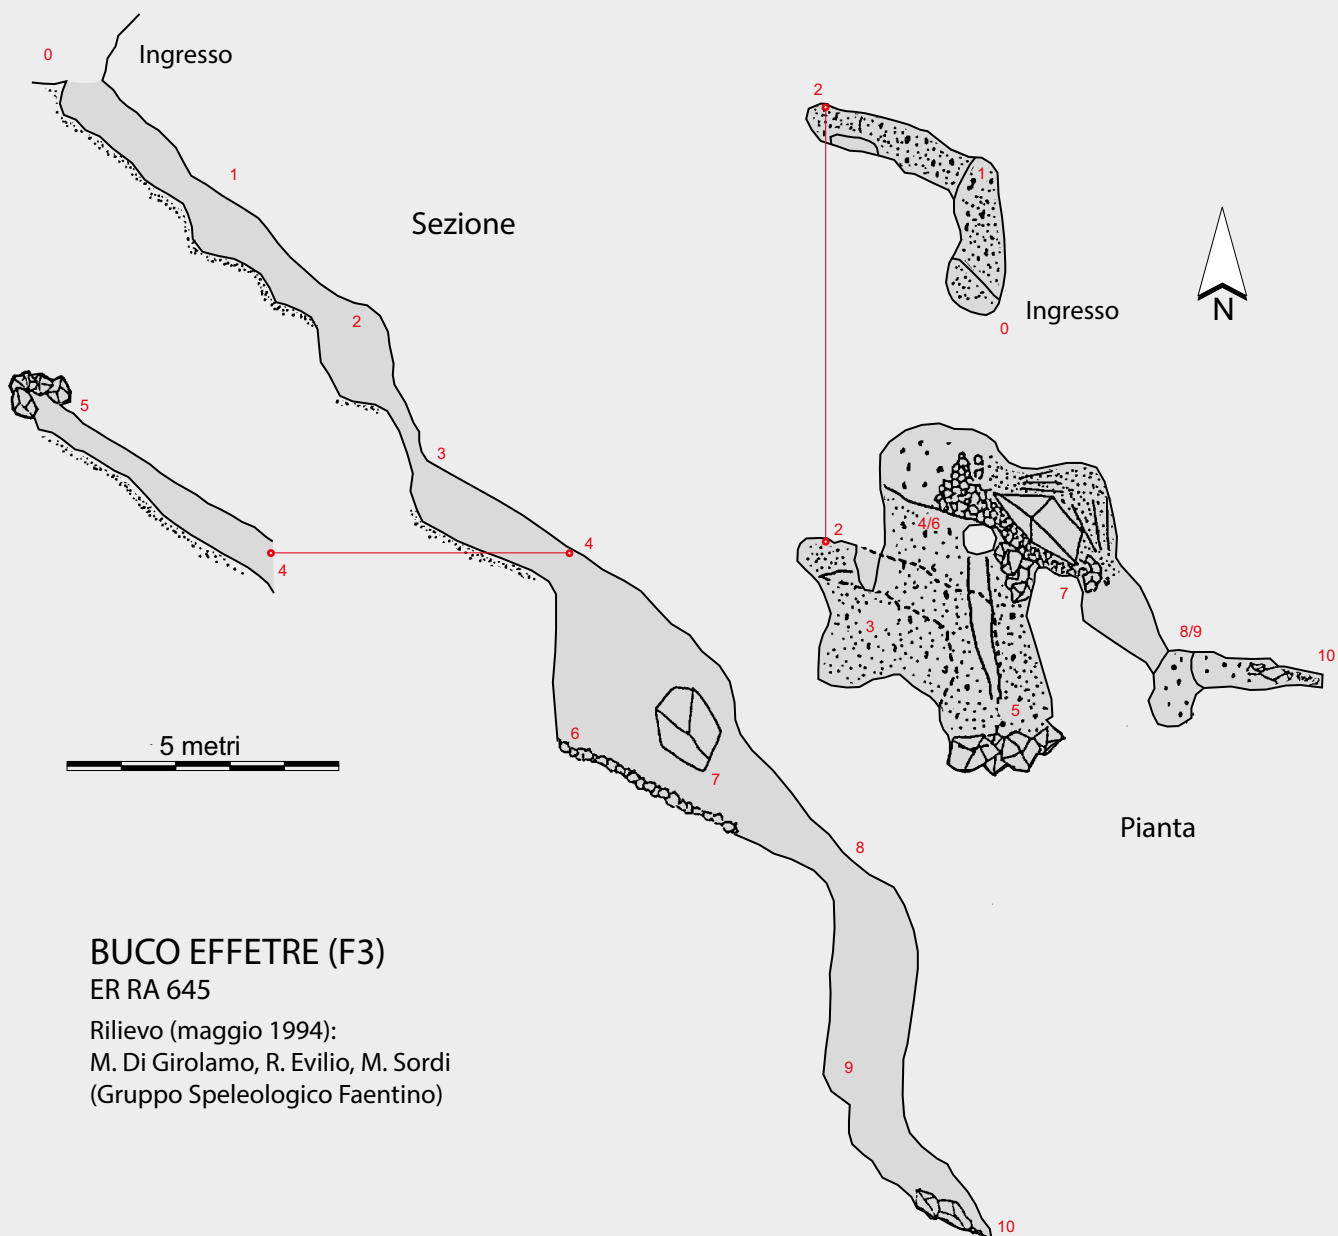 0
Ingresso
1
Sezione
2
3
4
5
4
6
7
8
9
10
5 metri
2
1
Ingresso
0
N
2
4/6
3
7
8/9
10
5
Pianta
BUCO EFFETRE (F3)
ER RA 645
Rilievo (maggio 1994):
M. Di Girolamo, R. Evilio, M. Sordi
(Gruppo Speleologico Faentino)